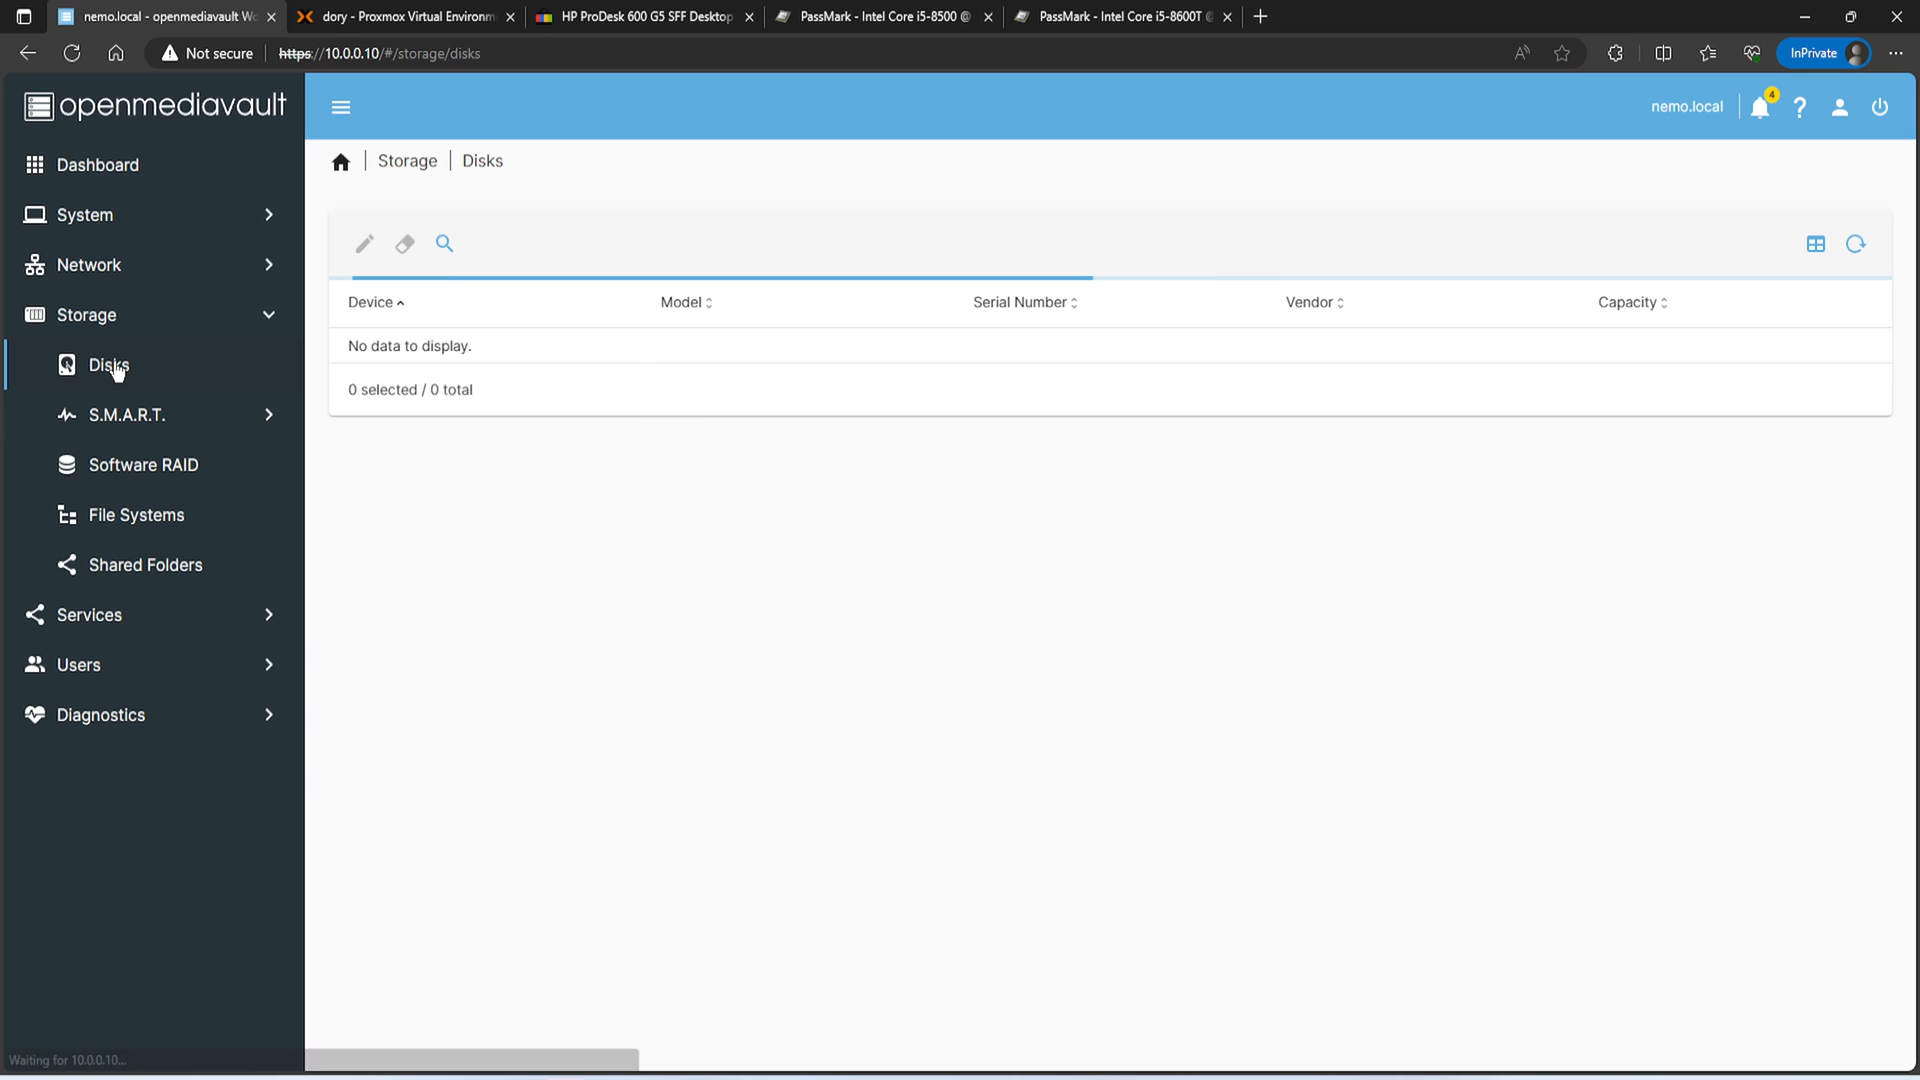 nemo.local - openmediavault Wo
dory - Proxmox Virtual Environm
HP ProDesk 600 G5 SFF Desktop
PassMark - Intel Core i5-8500 @
PassMark - Intel Core i5-8600T @
Not secure
https://10.0.0.10/#/storage/disks
InPrivate
openmediavault
nemo.local
4
Dashboard
System
Network
Storage
Disks
S.M.A.R.T.
Software RAID
File Systems
Shared Folders
Services
Users
Diagnostics
Storage
Disks
Device
Model
Serial Number
Vendor
Capacity
No data to display.
0 selected / 0 total
Waiting for 10.0.0.10...